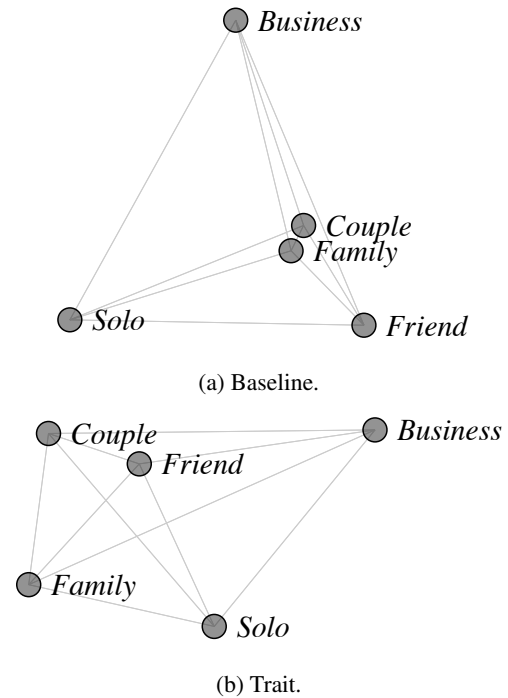 Business
Couple
Family
Solo
Friend
(a) Baseline.
Couple
Business
Friend
Family
Solo
(b) Trait.